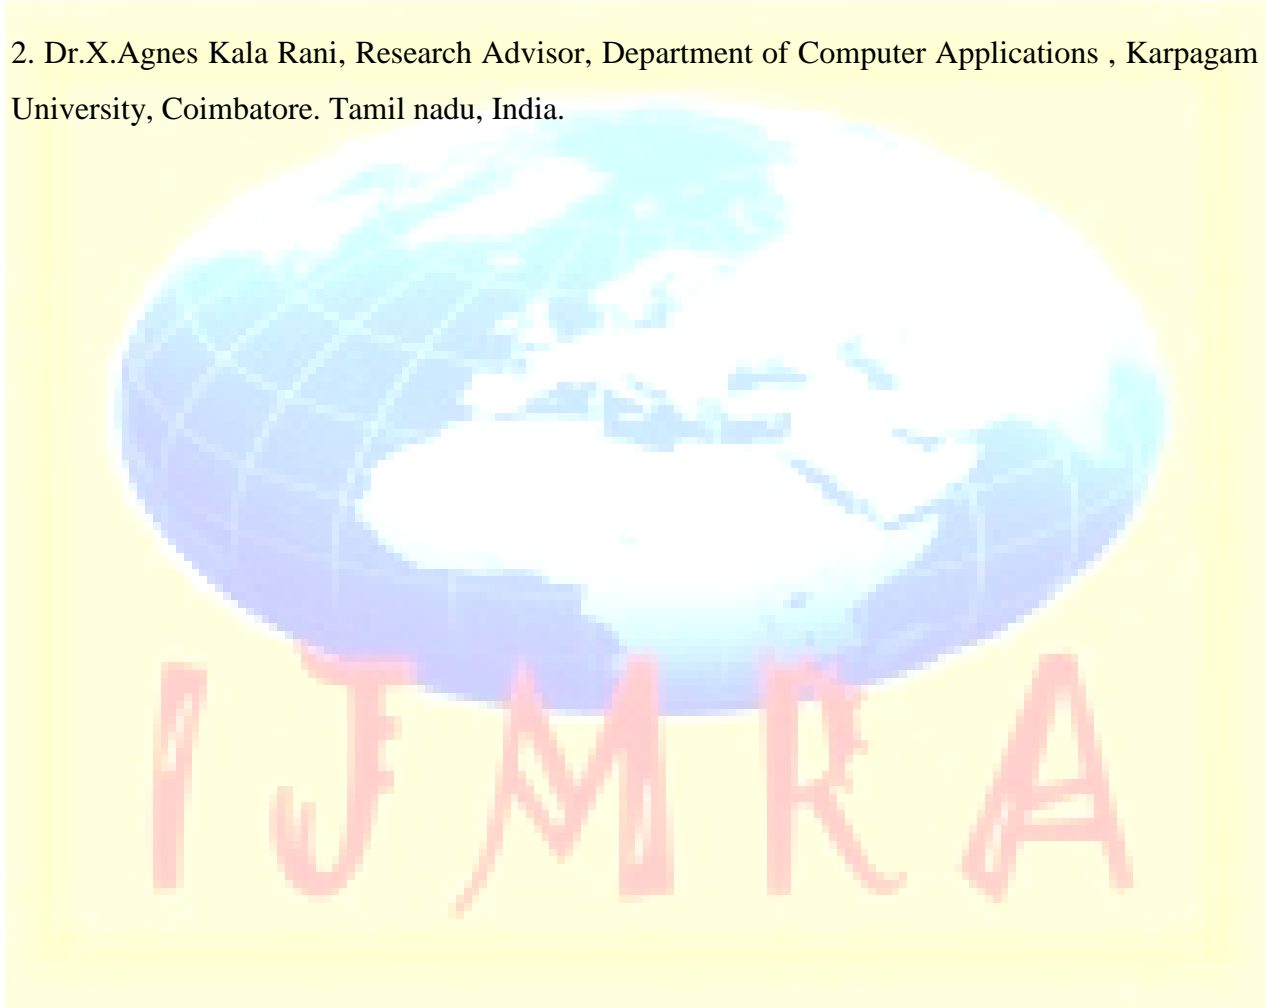 2. Dr.X.Agnes Kala Rani, Research Advisor, Department of Computer Applications , Karpagam
University, Coimbatore. Tamil nadu, India.
IJMRA